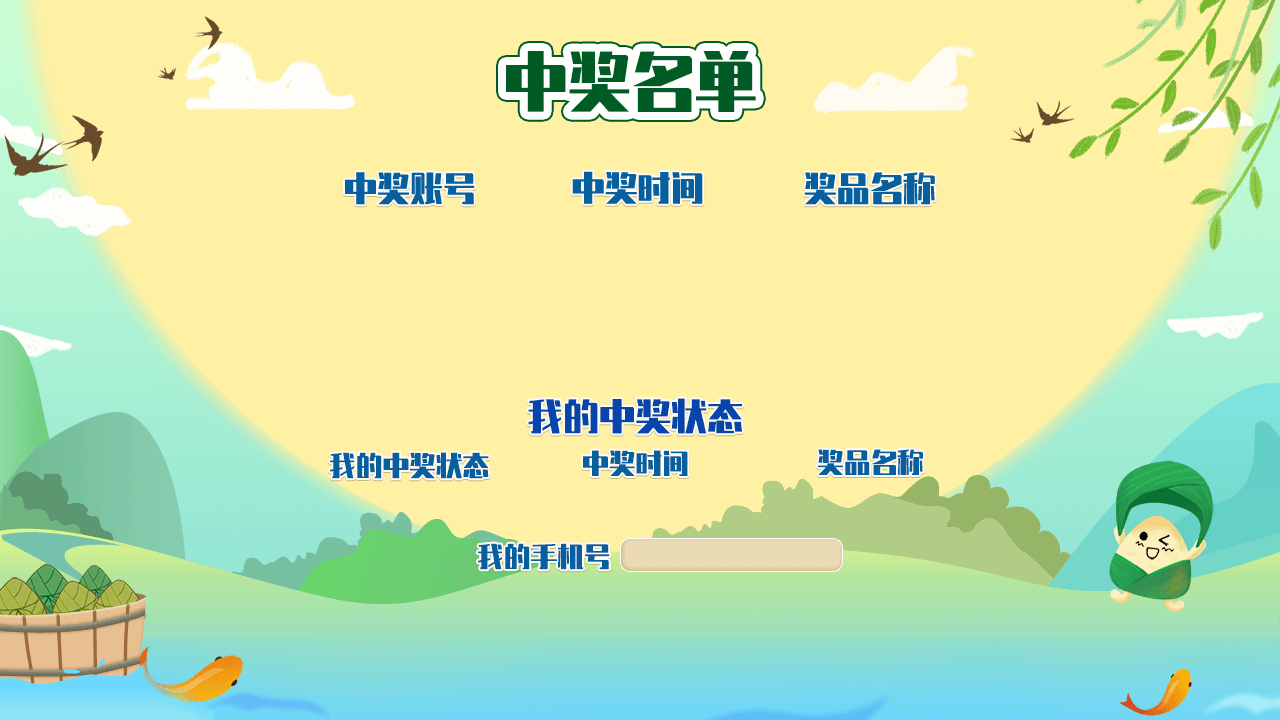 中奖名单
中奖账号 中奖时间 奖品名称
我的中奖状态
我的中奖状态 中奖时间 奖品名称
我的手机号